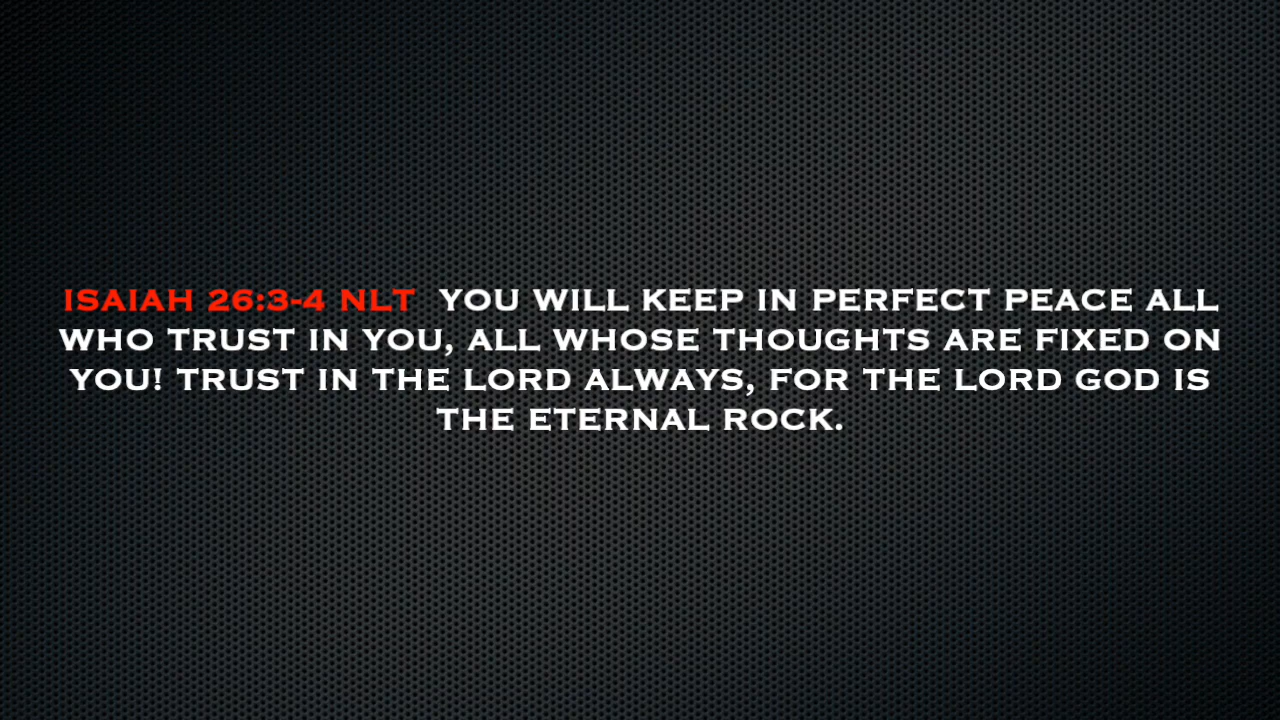 ISAIAH 26:3-4 NLT YOU WILL KEEP IN PERFECT PEACE ALL
WHO TRUST IN YOU, ALL WHOSE THOUGHTS ARE FIXED ON
YOU! TRUST IN THE LORD ALWAYS, FOR THE LORD GOD IS
THE ETERNAL ROCK.